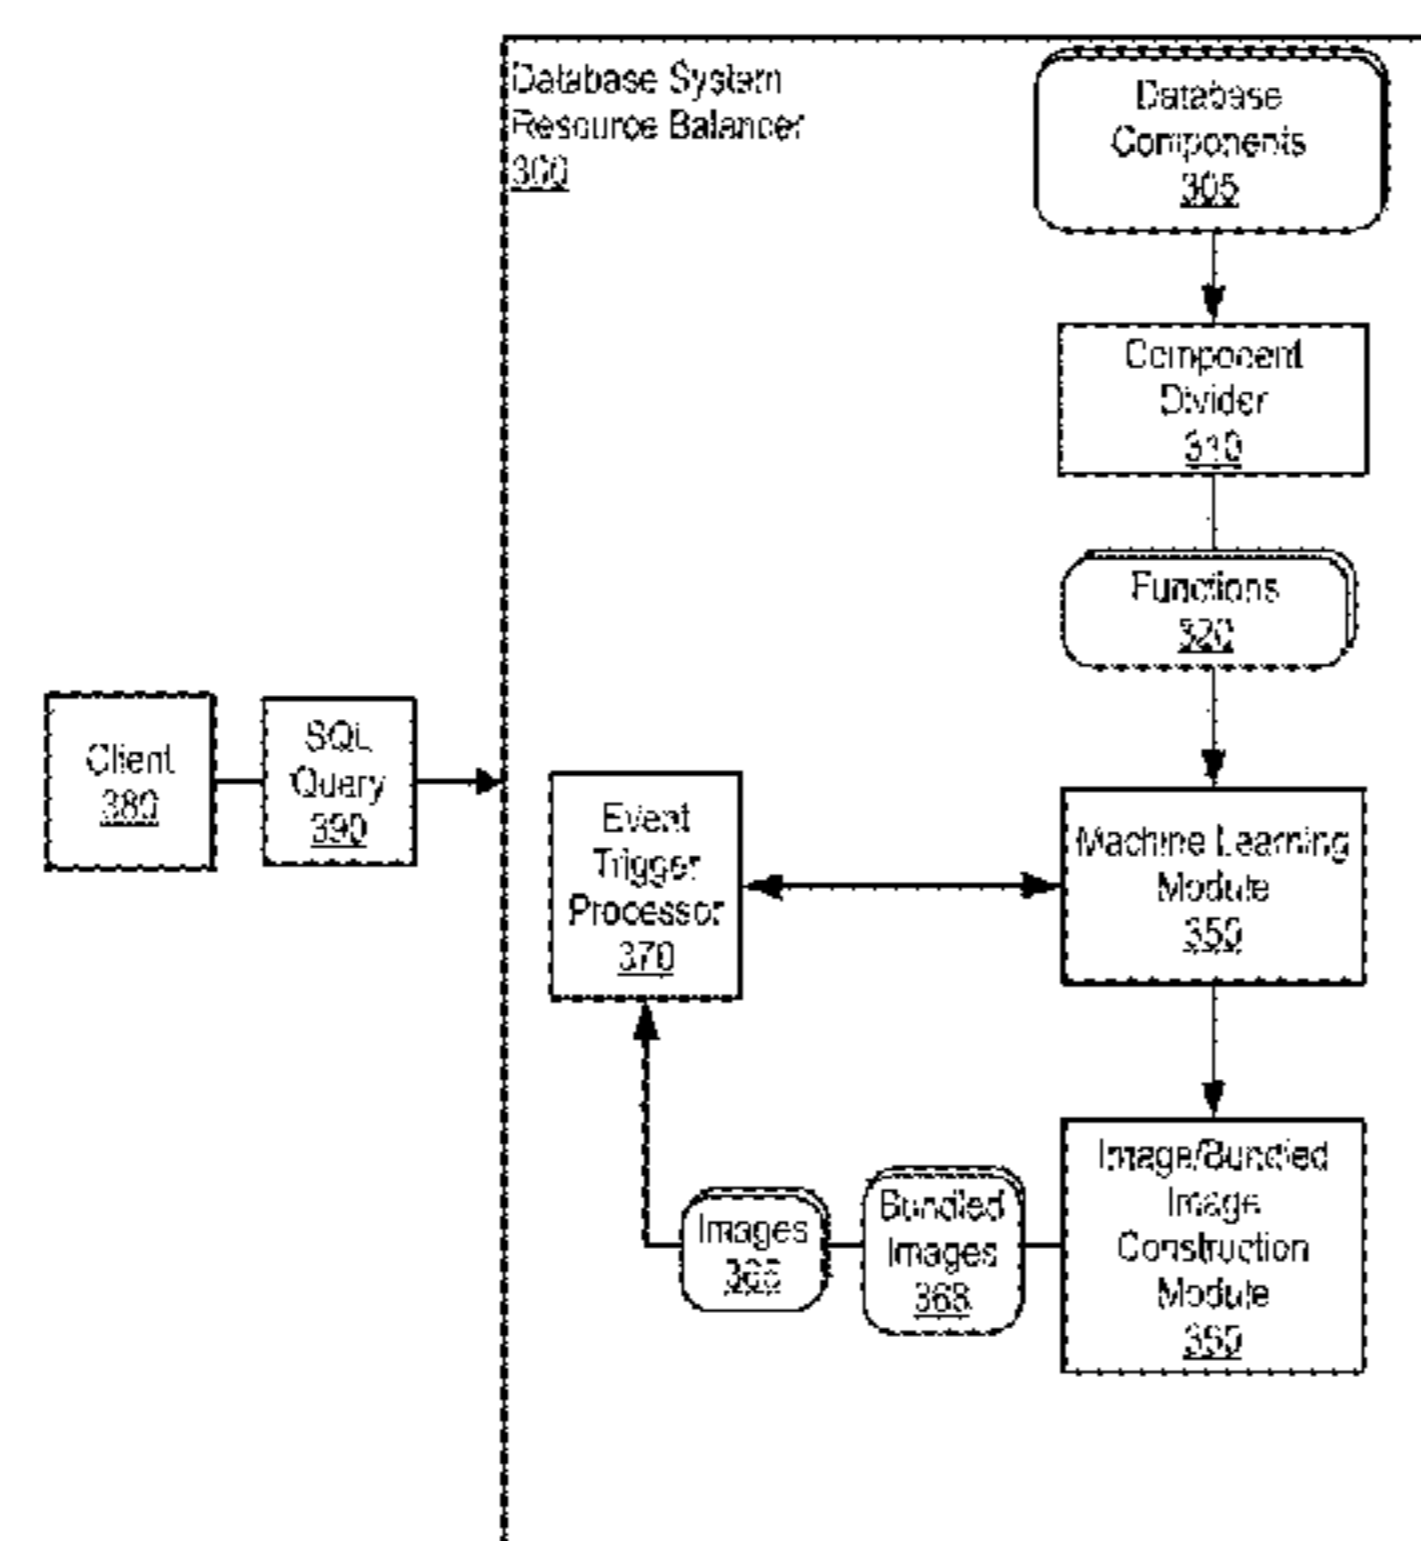 Database System
Resource Balancer
300
Database
Components
305
Component
Divider
310
Functions
320
Client
380
SQL
Query
390
Event
Trigger
Processor
370
Machine Learning
Module
350
Image/Bundled
Image
Construction
Module
360
Bundled
Images
368
Images